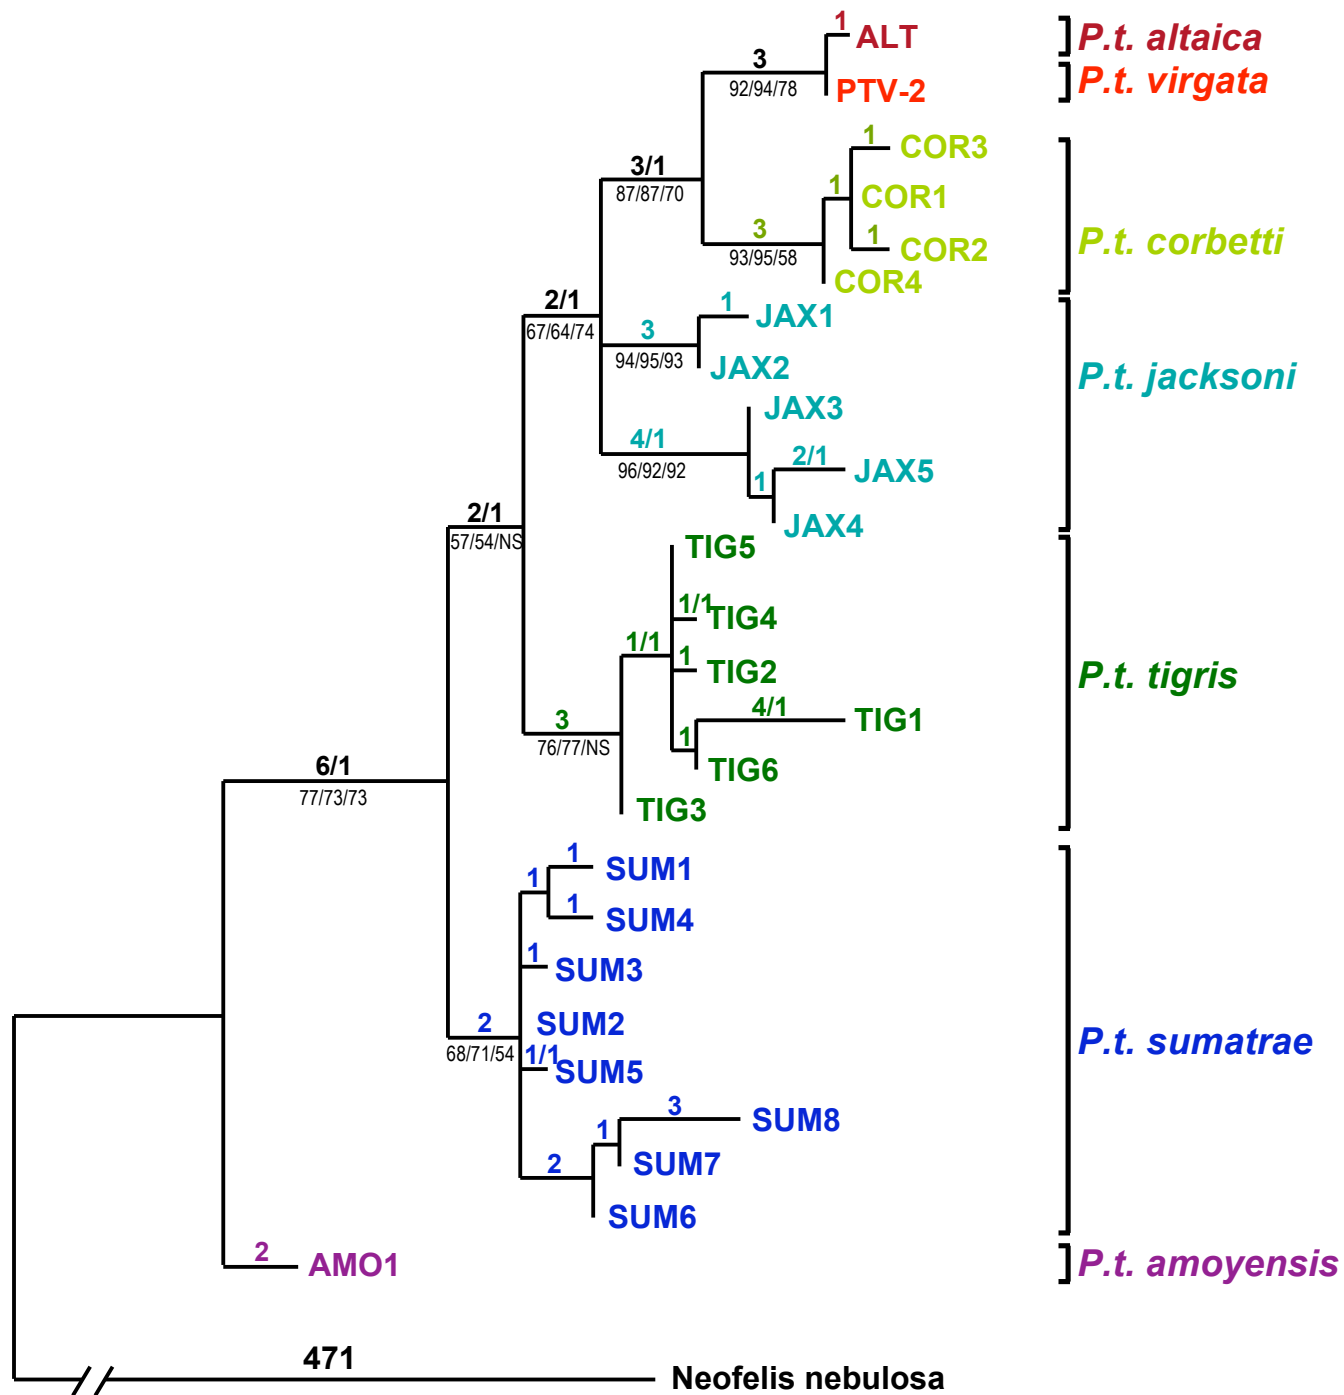 1
ALT
P.t. altaica
3
92/94/78
PTV-2
P.t. virgata
1
COR3
3/1
87/87/70
1
COR1
3
93/95/58
1
COR2
COR4
P.t. corbetti
2/1
67/64/74
1
JAX1
3
94/95/93
JAX2
P.t. jacksoni
JAX3
4/1
96/92/92
2/1
JAX5
1
JAX4
2/1
57/54/NS
TIG5
1/1
TIG4
1/1
1
TIG2
P.t. tigris
3
76/77/NS
4/1
TIG1
1
TIG6
TIG3
6/1
77/73/73
1
SUM1
1
1
SUM4
1
SUM3
2
68/71/54
SUM2
1/1
SUM5
P.t. sumatrae
3
SUM8
1
SUM7
2
SUM6
2
AMO1
P.t. amoyensis
471
Neofelis nebulosa